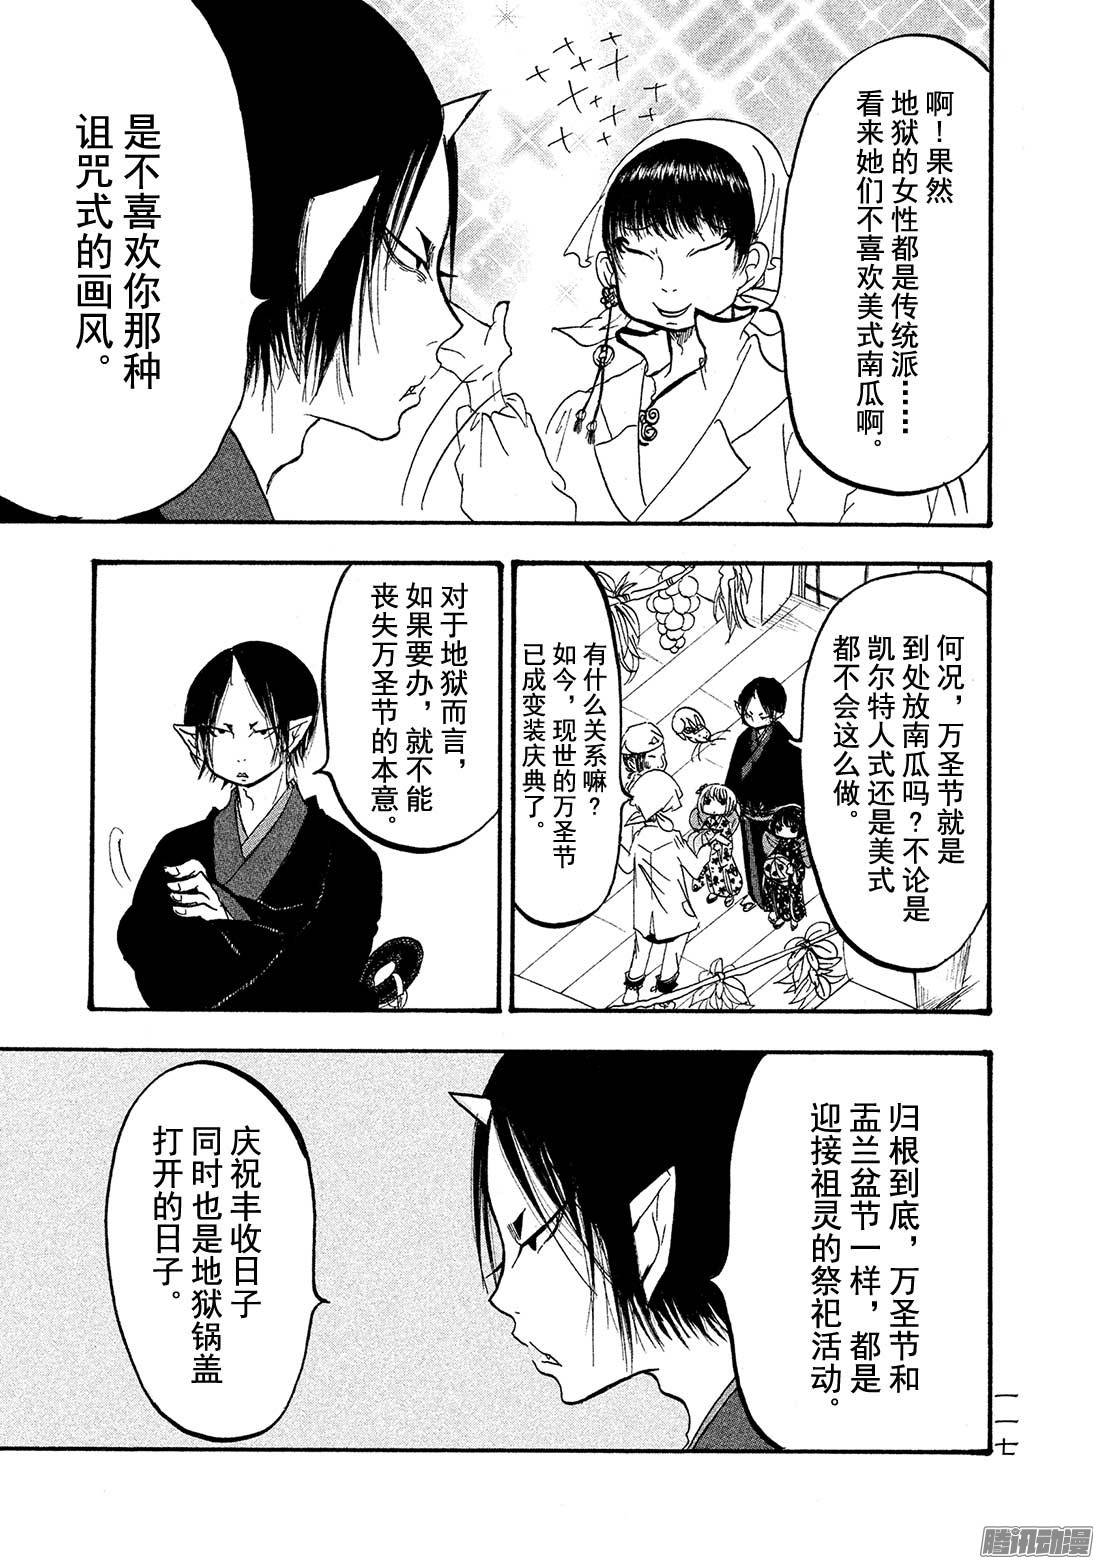 啊！果然
地狱的女性都是传统派……
看来她们不喜欢美式南瓜啊。
是不喜欢你那种
诅咒式的画风。
何况，万圣节就是
到处放南瓜吗？不论是
凯尔特人式还是美式
都不会这么做。
有什么关系嘛？
如今，现世的万圣节
已成变装庆典了。
对于地狱而言，
如果要办，就不能
丧失万圣节的本意。
归根到底，万圣节和
盂兰盆节一样，都是
迎接祖灵的祭祀活动。
庆祝丰收日子
同时也是地狱锅盖
打开的日子。
一一七
腾讯动漫